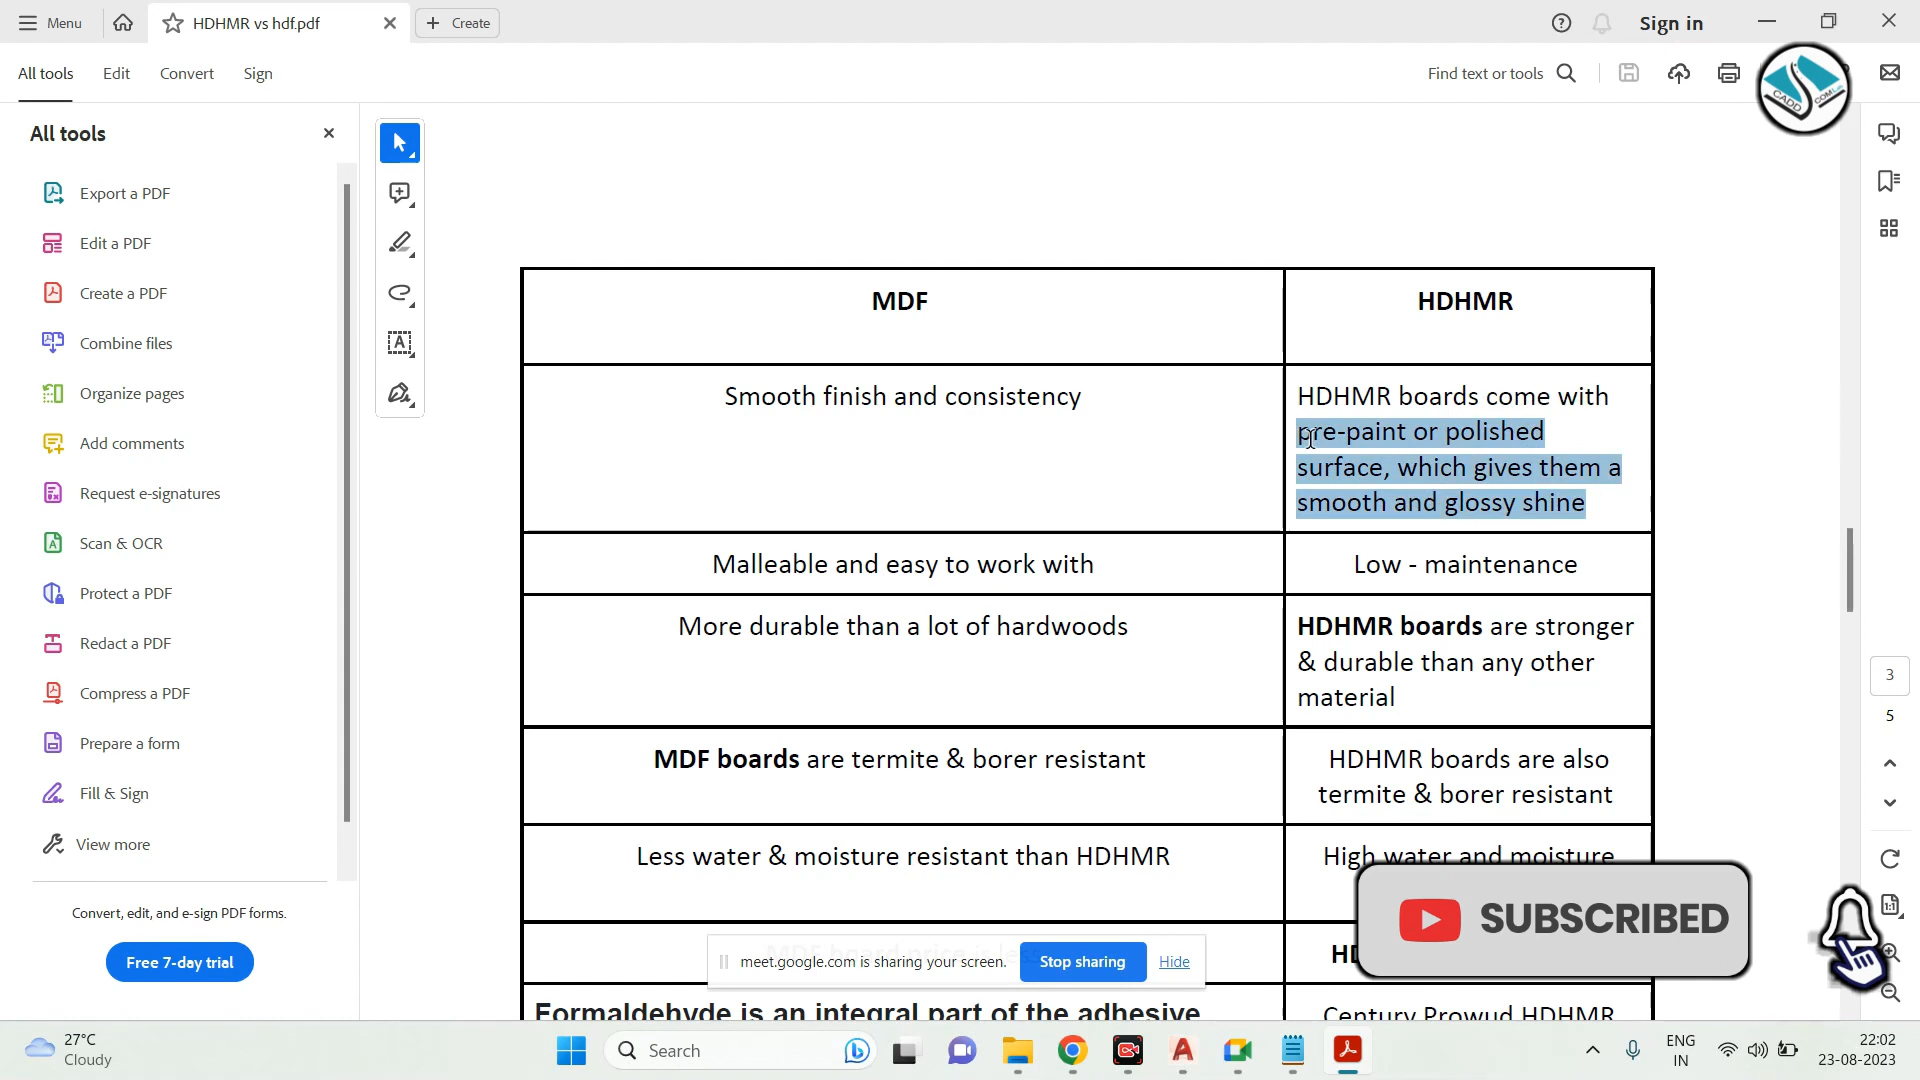 Menu
HDHMR vs hdf.pdf
Create
Sign in
All tools
Edit
Convert
Sign
Find text or tools
CADD
COM Lab
All tools
Export a PDF
Edit a PDF
Create a PDF
Combine files
Organize pages
Add comments
Request e-signatures
Scan & OCR
Protect a PDF
Redact a PDF
Compress a PDF
Prepare a form
Fill & Sign
View more
Convert, edit, and e-sign PDF forms.
Free 7-day trial
MDF
HDHMR
Smooth finish and consistency
HDHMR boards come with
pre-paint or polished
surface, which gives them a
smooth and glossy shine
Malleable and easy to work with
Low - maintenance
More durable than a lot of hardwoods
HDHMR boards are stronger
& durable than any other
material
MDF boards are termite & borer resistant
HDHMR boards are also
termite & borer resistant
Less water & moisture resistant than HDHMR
High water and moisture
Formaldehyde is an integral part of the adhesive
Century Prowud HDHMR
meet.google.com is sharing your screen.
Stop sharing
Hide
SUBSCRIBED
3
5
1:1
27°C
Cloudy
Search
ENG
IN
22:02
23-08-2023